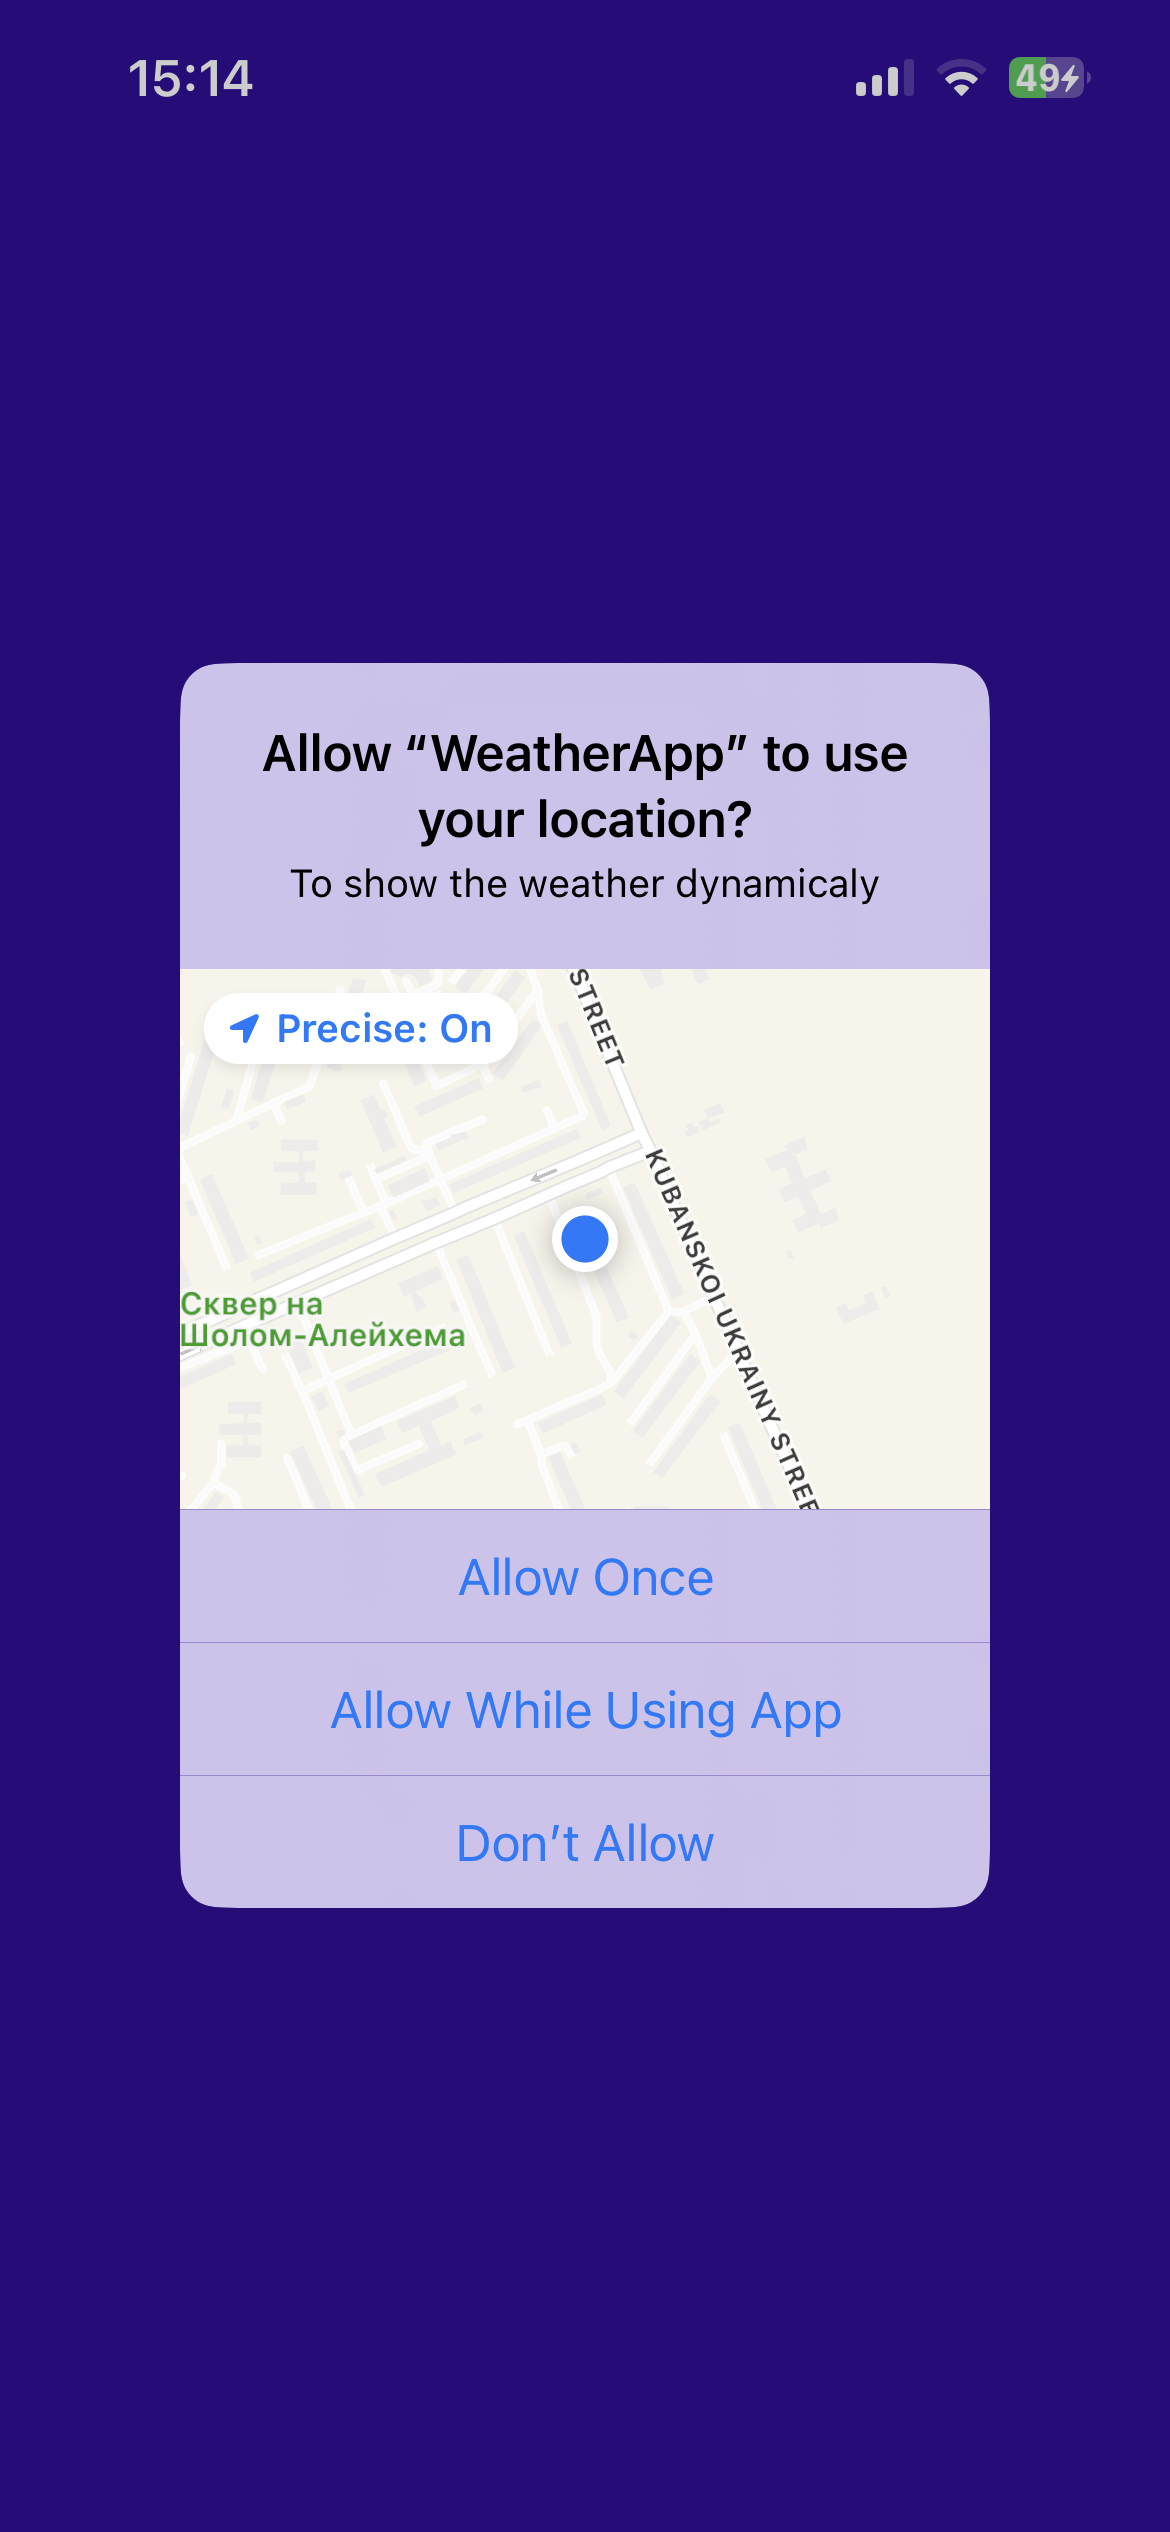 15:14
49
Allow “WeatherApp” to use
your location?
To show the weather dynamicaly
STREET
Precise: On
KUBANSKOI UKRAINY STREE
Сквер на
Шолом-Алейхема
Allow Once
Allow While Using App
Don’t Allow